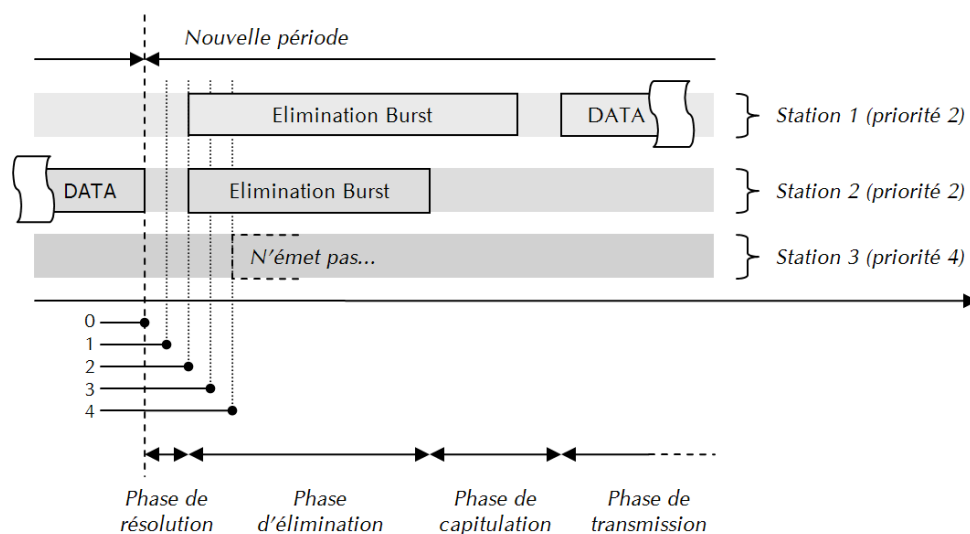 Nouvelle période
Elimination Burst
DATA
Station 1 (priorité 2)
DATA
Elimination Burst
Station 2 (priorité 2)
N'émet pas...
Station 3 (priorité 4)
0
1
2
3
4
Phase de
résolution
Phase
d'élimination
Phase de
capitulation
Phase de
transmission